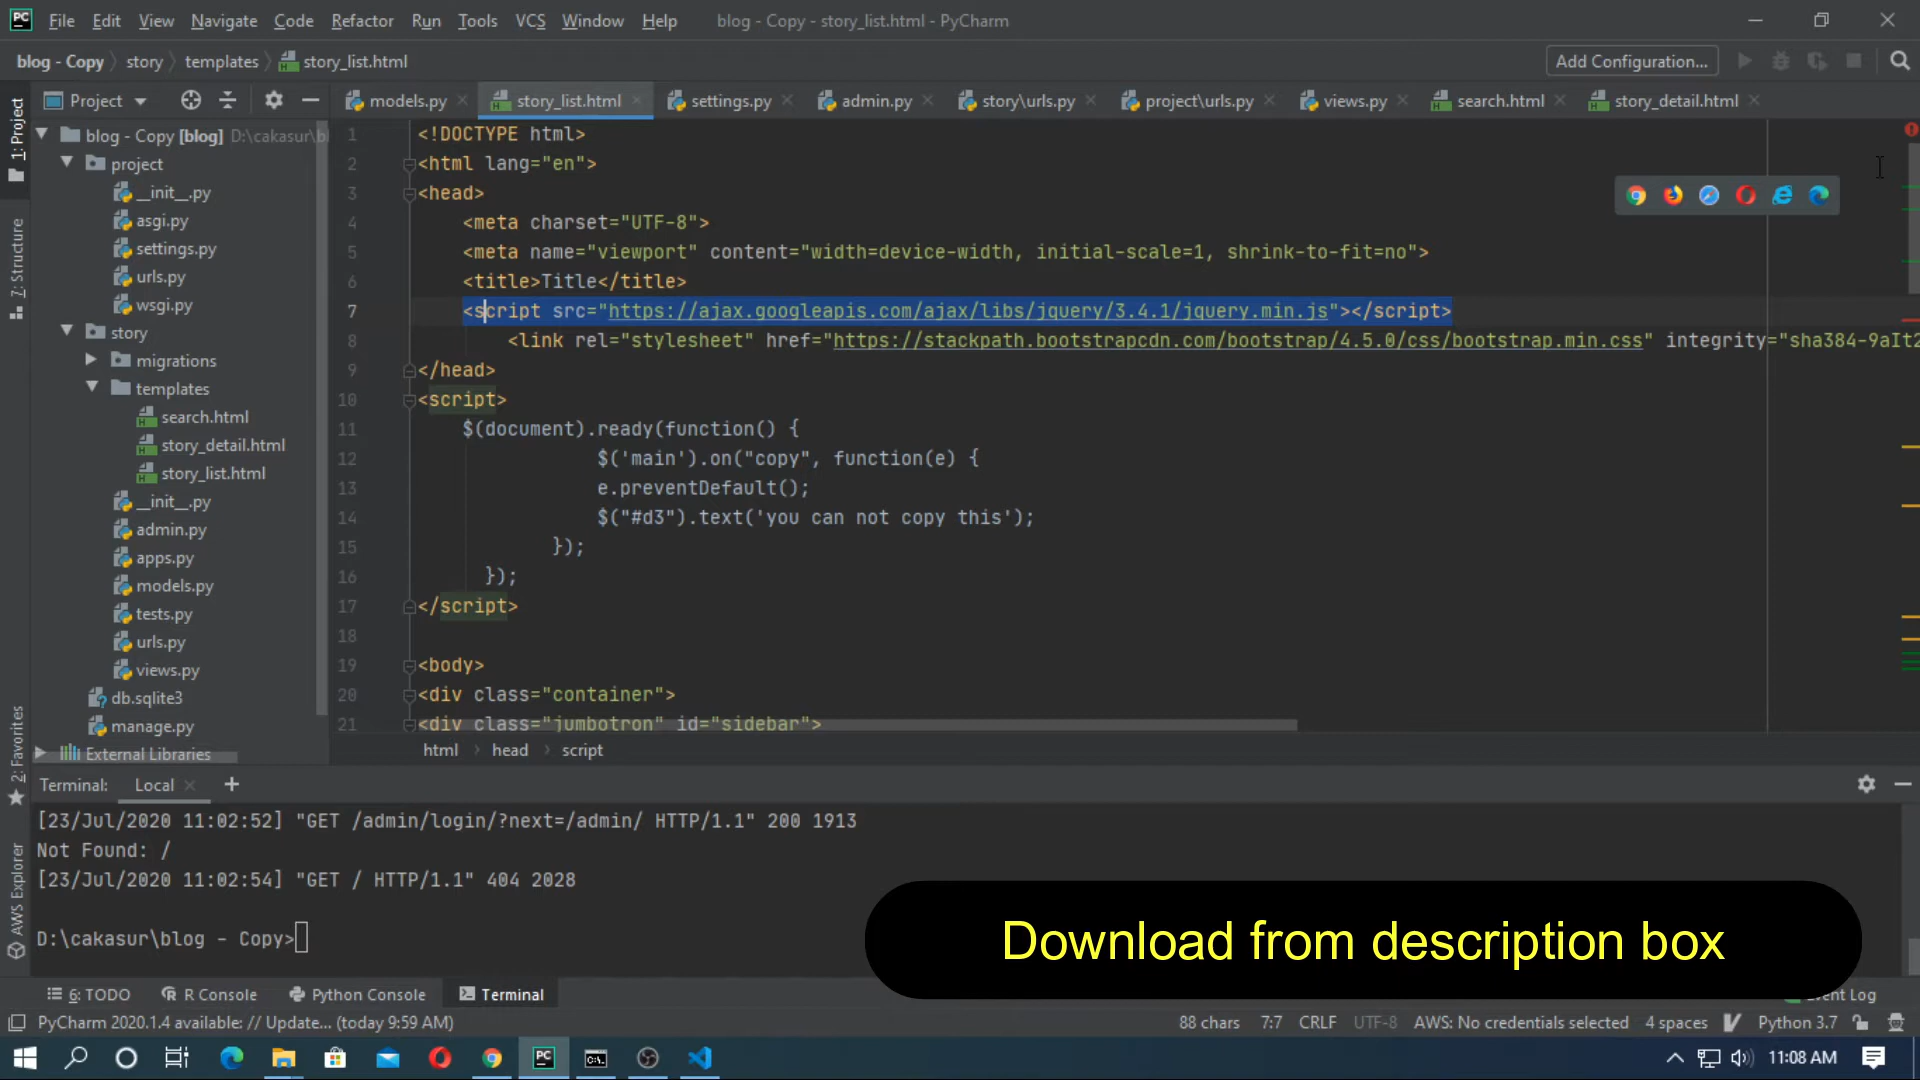 PC File Edit View Navigate Code Refactor Run Tools VCS Window Help blog - Copy - story_list.html - PyCharm
blog - Copy story templates story_list.html Add Configuration...
1: Project
7: Structure
2: Favorites
AWS Explorer
Project models.py story_list.html settings.py admin.py story\urls.py project\urls.py views.py search.html story_detail.html
blog - Copy [blog] D:\cakasur\bl
project
__init__.py
asgi.py
settings.py
urls.py
wsgi.py
story
migrations
templates
search.html
story_detail.html
story_list.html
__init__.py
admin.py
apps.py
models.py
tests.py
urls.py
views.py
db.sqlite3
manage.py
External Libraries
1 <!DOCTYPE html>
2 <html lang="en">
3 <head>
4 <meta charset="UTF-8">
5 <meta name="viewport" content="width=device-width, initial-scale=1, shrink-to-fit=no">
6 <title>Title</title>
7 <script src="https://ajax.googleapis.com/ajax/libs/jquery/3.4.1/jquery.min.js"></script>
8 <link rel="stylesheet" href="https://stackpath.bootstrapcdn.com/bootstrap/4.5.0/css/bootstrap.min.css" integrity="sha384-9aIt2
9 </head>
10 <script>
11 $(document).ready(function() {
12 $('main').on("copy", function(e) {
13 e.preventDefault();
14 $("#d3").text('you can not copy this');
15 });
16 });
17 </script>
18
19 <body>
20 <div class="container">
21 <div class="jumbotron" id="sidebar">
html head script
Terminal: Local +
[23/Jul/2020 11:02:52] "GET /admin/login/?next=/admin/ HTTP/1.1" 200 1913
Not Found: /
[23/Jul/2020 11:02:54] "GET / HTTP/1.1" 404 2028
D:\cakasur\blog - Copy>
Download from description box
6: TODO R Console Python Console Terminal Event Log
PyCharm 2020.1.4 available: // Update... (today 9:59 AM) 88 chars 7:7 CRLF UTF-8 AWS: No credentials selected 4 spaces Python 3.7
PC 11:08 AM